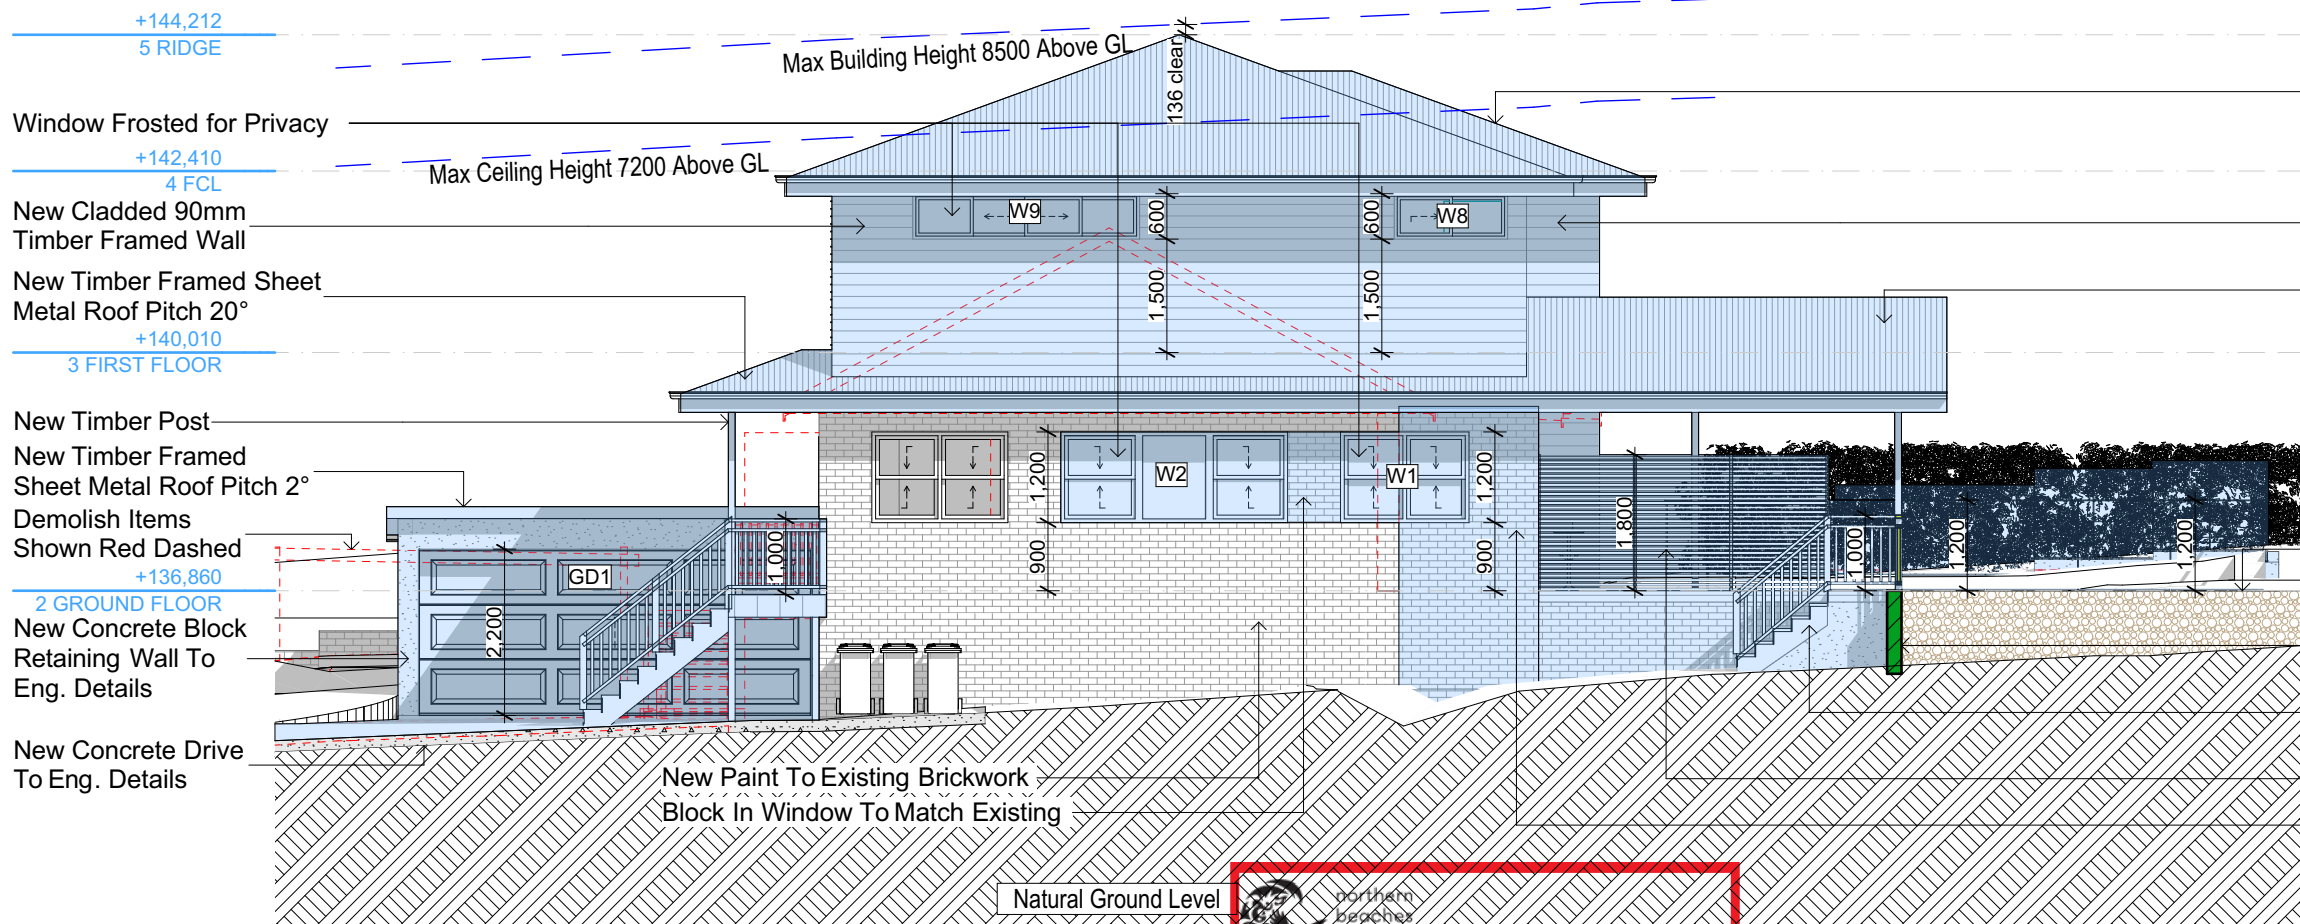 +144,212
5 RIDGE
Max Building Height 8500 Above GL
136 clear
Window Frosted for Privacy
+142,410
4 FCL
Max Ceiling Height 7200 Above GL
New Cladded 90mm
Timber Framed Wall
W9
600
600
W8
New Timber Framed Sheet
Metal Roof Pitch 20°
1,500
1,500
+140,010
3 FIRST FLOOR
New Timber Post
New Timber Framed
Sheet Metal Roof Pitch 2°
1,200
W2
W1
1,200
Demolish Items
Shown Red Dashed
1,800
1,000
900
900
1,000
1,200
1,200
+136,860
2 GROUND FLOOR
GD1
2,200
New Concrete Block
Retaining Wall To
Eng. Details
New Concrete Drive
To Eng. Details
New Paint To Existing Brickwork
Block In Window To Match Existing
Natural Ground Level
northern
beaches